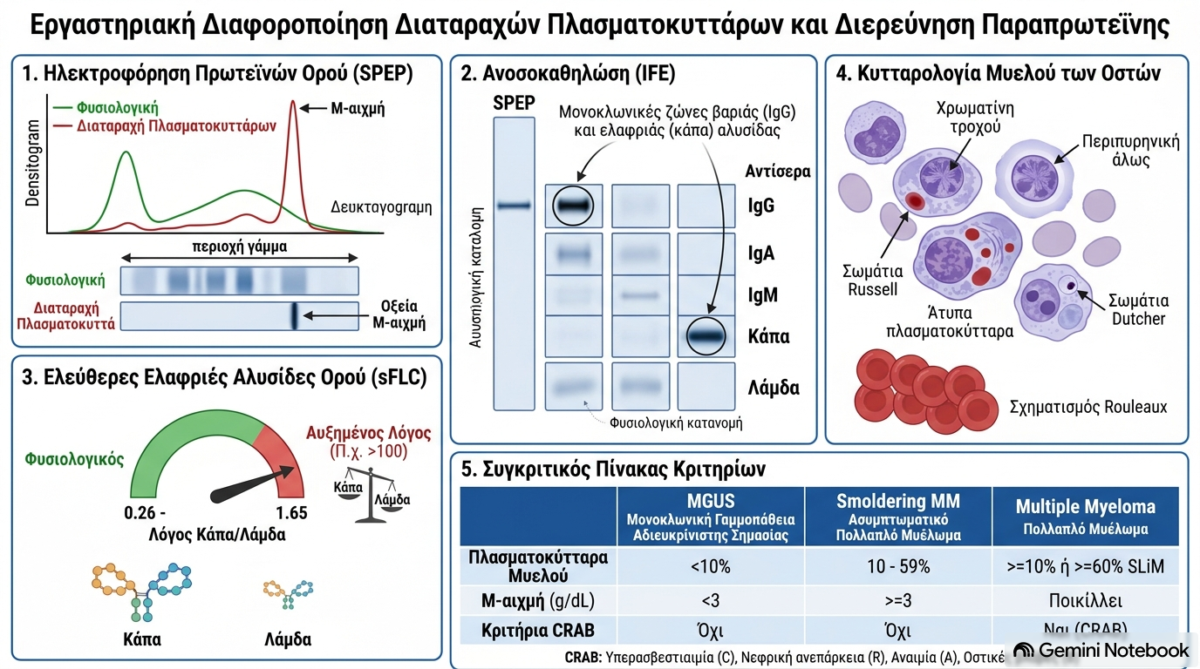 Εργαστηριακή Διαφοροποίηση Διαταραχών Πλασματοκυττάρων και Διερεύνηση Παραπρωτεΐνης
1. Ηλεκτροφόρηση Πρωτεϊνών Ορού (SPEP)
Densitogram
Φυσιολογική
Διαταραχή Πλασματοκυττάρων
Μ-αιχμή
Δευκταγραφημη
περιοχή γάμμα
Φυσιολογική
Διαταραχή
Πλασματοκυττά
Οξεία
Μ-αιχμή
2. Ανοσοκαθηλώση (IFE)
SPEP
Μονοκλωνικές ζώνες βαριάς (IgG)
και ελαφριάς (κάπα) αλυσίδας
Αντίσερα
IgG
IgA
IgM
Κάπα
Λάμδα
Φυσιολογική κατανομή
3. Ελεύθερες Ελαφριές Αλυσίδες Ορού (sFLC)
Φυσιολογικός
Αυξημένος Λόγος
(Π.χ. >100)
Κάπα
Λάμδα
0.26 -
1.65
Λόγος Κάπα/Λάμδα
Κάπα
Λάμδα
4. Κυτταρολογία Μυελού των Οστών
Χρωματίνη
τροχού
Περιπυρηνική
άλως
Σωμάτια
Russell
Άτυπα
πλασματοκύτταρα
Σωμάτια
Dutcher
Σχηματισμός Rouleaux
5. Συγκριτικός Πίνακας Κριτηρίων
MGUS
Μονοκλωνική Γαμμοπάθεια
Αδιευκρίνιστης Σημασίας
Smoldering MM
Ασυμπτωματικό
Πολλαπλό Μυέλωμα
Multiple Myeloma
Πολλαπλό Μυέλωμα
Πλασματοκύτταρα
Μυελού
<10%
10 - 59%
>=10% ή >=60% SLiM
Μ-αιχμή (g/dL)
<3
>=3
Ποικίλλει
Κριτήρια CRAB
Όχι
Όχι
Ναι (CRAB)
CRAB: Υπερασβεστιαιμία (C), Νεφρική ανεπάρκεια (R), Αναιμία (A), Οστικέ
Gemini Notebook